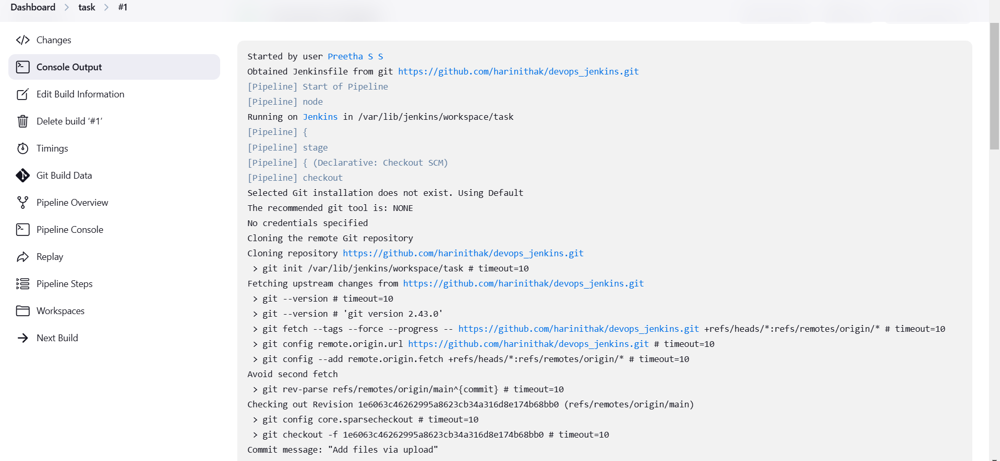 Dashboard > task > #1
Changes
Console Output
Edit Build Information
Delete build ‘#1’
Timings
Git Build Data
Pipeline Overview
Pipeline Console
Replay
Pipeline Steps
Workspaces
Next Build
Started by user Preetha S S
Obtained Jenkinsfile from git https://github.com/harinithak/devops_jenkins.git
[Pipeline] Start of Pipeline
[Pipeline] node
Running on Jenkins in /var/lib/jenkins/workspace/task
[Pipeline] {
[Pipeline] stage
[Pipeline] { (Declarative: Checkout SCM)
[Pipeline] checkout
Selected Git installation does not exist. Using Default
The recommended git tool is: NONE
No credentials specified
Cloning the remote Git repository
Cloning repository https://github.com/harinithak/devops_jenkins.git
 > git init /var/lib/jenkins/workspace/task # timeout=10
Fetching upstream changes from https://github.com/harinithak/devops_jenkins.git
 > git --version # timeout=10
 > git --version # 'git version 2.43.0'
 > git fetch --tags --force --progress -- https://github.com/harinithak/devops_jenkins.git +refs/heads/*:refs/remotes/origin/* # timeout=10
 > git config remote.origin.url https://github.com/harinithak/devops_jenkins.git # timeout=10
 > git config --add remote.origin.fetch +refs/heads/*:refs/remotes/origin/* # timeout=10
Avoid second fetch
 > git rev-parse refs/remotes/origin/main^{commit} # timeout=10
Checking out Revision 1e6063c46262995a8623cb34a316d8e174b68bb0 (refs/remotes/origin/main)
 > git config core.sparsecheckout # timeout=10
 > git checkout -f 1e6063c46262995a8623cb34a316d8e174b68bb0 # timeout=10
Commit message: "Add files via upload"